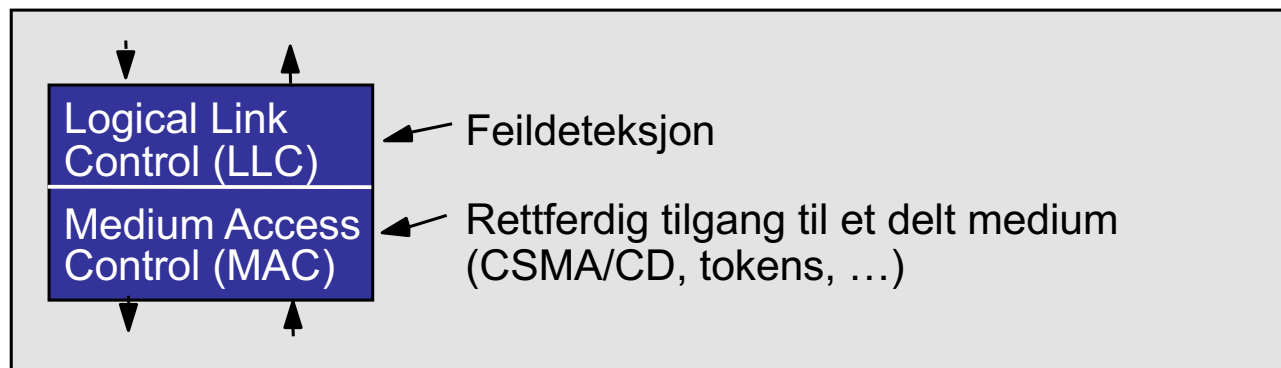 Logical Link
Control (LLC)
Feildeteksjon
Medium Access
Control (MAC)
Rettferdig tilgang til et delt medium
(CSMA/CD, tokens, …)